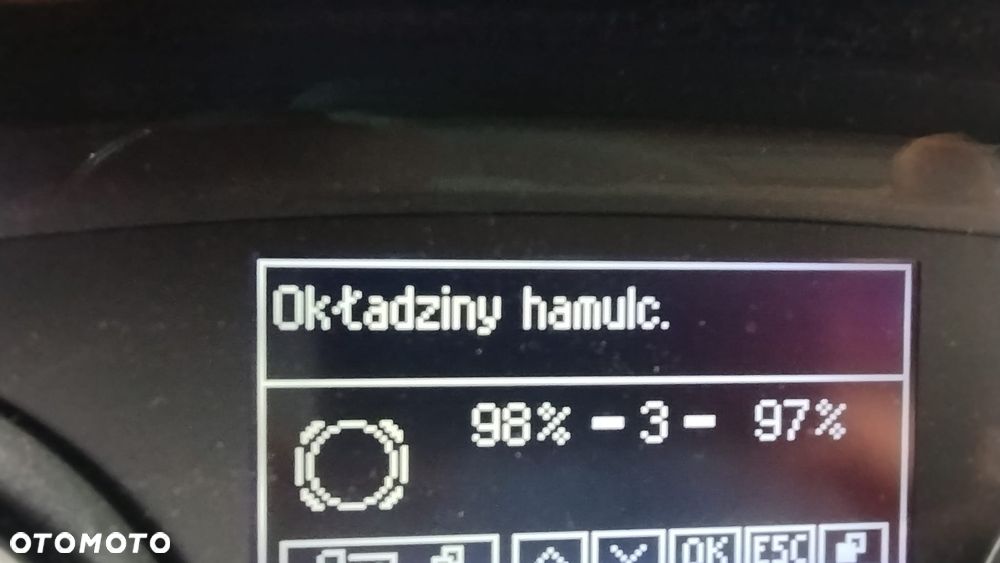 Okładziny hamulc.
98% - 3 - 97%
OK ESC
OTOMOTO